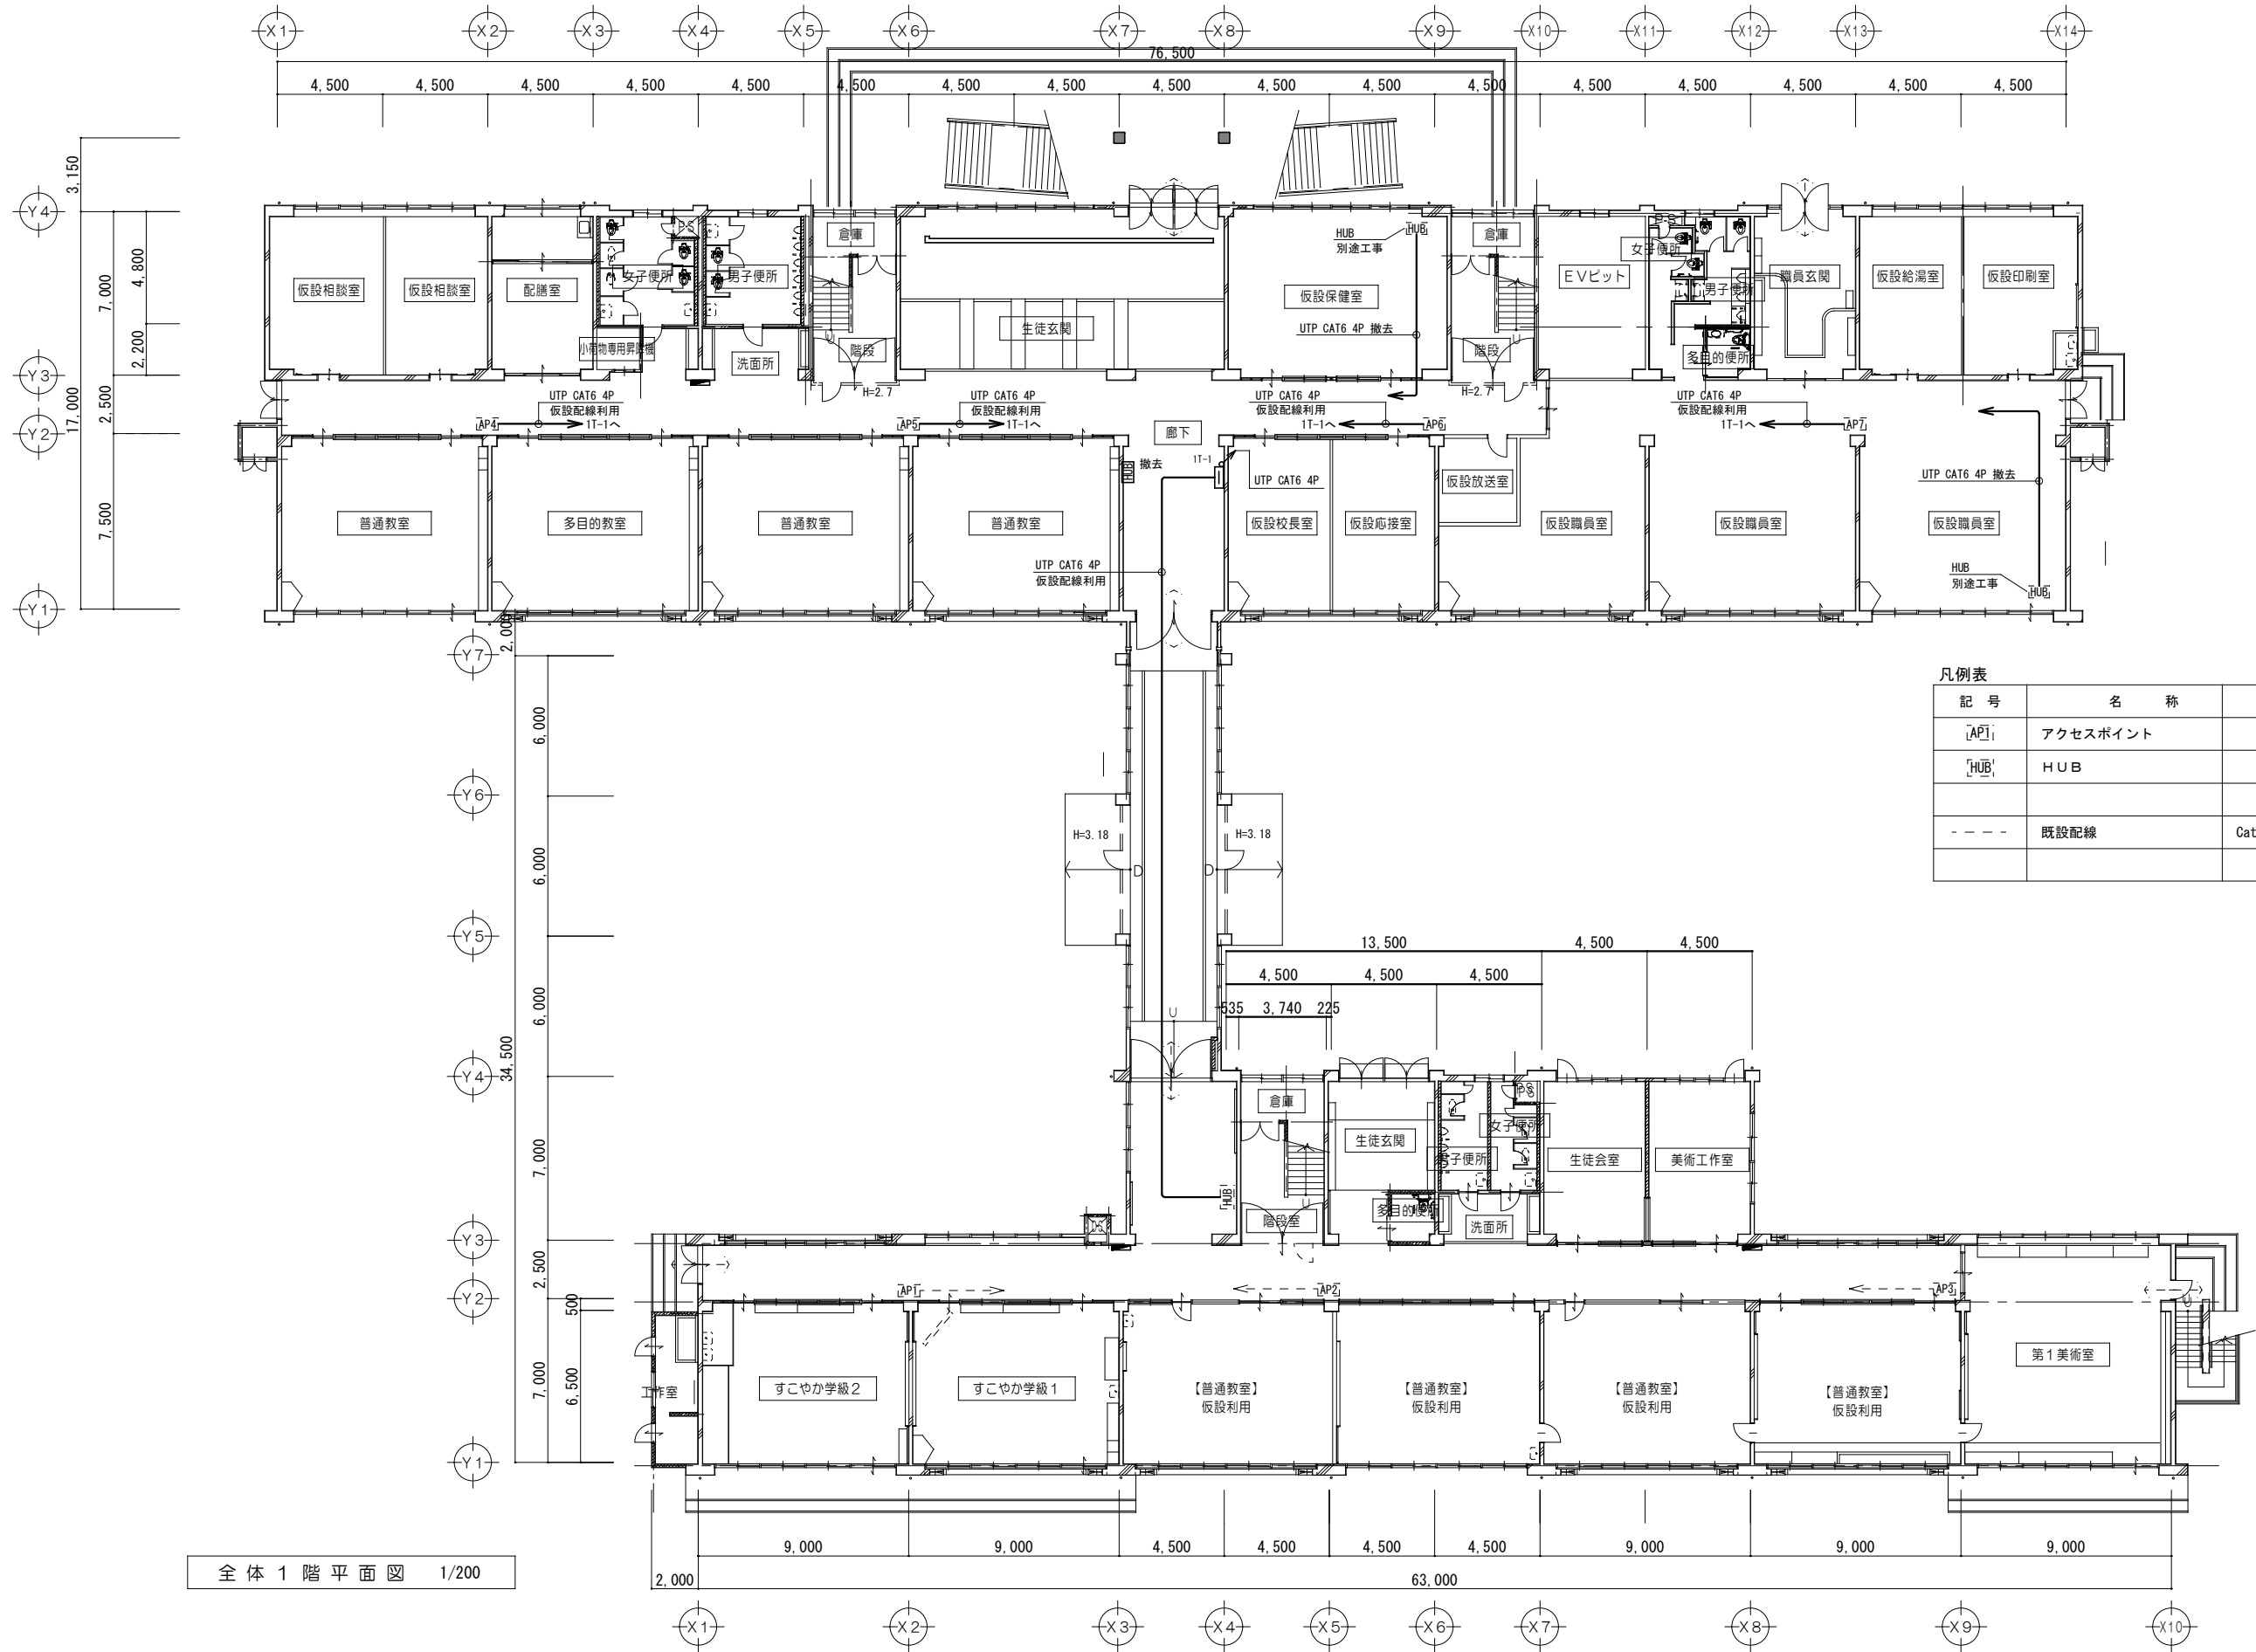 X1 X2 X3 X4 X5 X6 X7 X8 X9 X10 X11 X12 X13 X14
76,500
4,500 4,500 4,500 4,500 4,500 4,500 4,500 4,500 4,500 4,500 4,500 4,500 4,500 4,500 4,500 4,500 4,500
3,150
Y4
4,800
7,000
2,200
Y3
17,000
2,500
Y2
7,500
Y1
仮設相談室
仮設相談室
配膳室
女子便所
PS
男子便所
小荷物専用昇降機
洗面所
倉庫
階段
U
H=2.7
生徒玄関
仮設保健室
HUB
別途工事
HUB
UTP CAT6 4P 撤去
倉庫
階段
U
H=2.7
EVピット
PS
女子便所
男子便所
多目的便所
職員玄関
仮設給湯室
仮設印刷室
UTP CAT6 4P
仮設配線利用
AP4
1T-1へ
UTP CAT6 4P
仮設配線利用
AP5
1T-1へ
廊下
UTP CAT6 4P
仮設配線利用
1T-1へ
AP6
UTP CAT6 4P
仮設配線利用
1T-1へ
AP7
HUB 撤去
1T-1
UTP CAT6 4P
UTP CAT6 4P
仮設配線利用
普通教室
多目的教室
普通教室
普通教室
仮設校長室
仮設応接室
仮設放送室
仮設職員室
仮設職員室
仮設職員室
UTP CAT6 4P 撤去
HUB
別途工事
HUB
凡例表
記 号 名 称
AP1 アクセスポイント
HUB HUB
既設配線 Cat
Y7
2,000
6,000
Y6
6,000
Y5
6,000
34,500
Y4
7,000
Y3
2,500
Y2
500
7,000
6,500
Y1
H=3.18
D
D
H=3.18
U
13,500 4,500 4,500
4,500 4,500 4,500
535 3,740 225
HUB
倉庫
階段室
U
生徒玄関
多目的便所
男子便所
女子便所
PS
洗面所
生徒会室
美術工作室
AP1
AP2
AP3
工作室
すこやか学級2
すこやか学級1
【普通教室】
仮設利用
【普通教室】
仮設利用
【普通教室】
仮設利用
【普通教室】
仮設利用
第1美術室
U
9,000 9,000 4,500 4,500 4,500 4,500 9,000 9,000 9,000
2,000 63,000
X1 X2 X3 X4 X5 X6 X7 X8 X9 X10
全体1階平面図 1/200